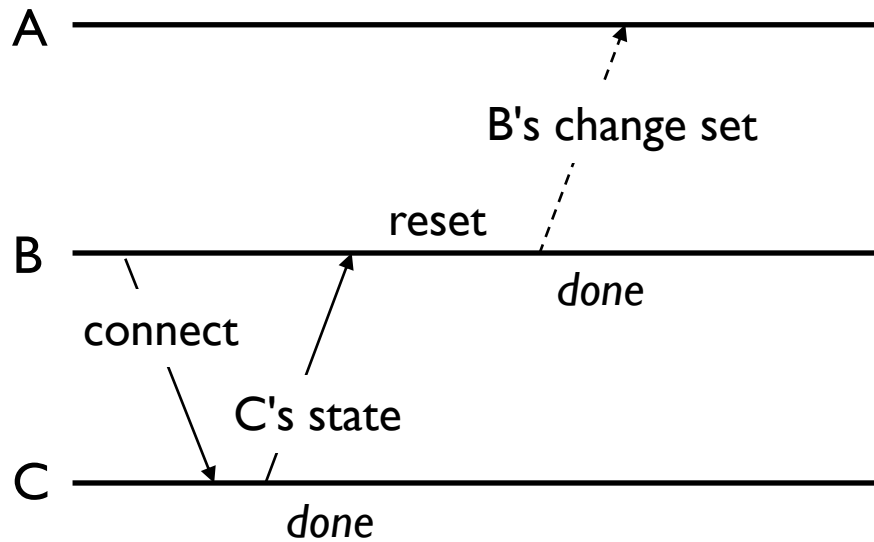 A
B's change set
reset
B
done
connect
C's state
C
done